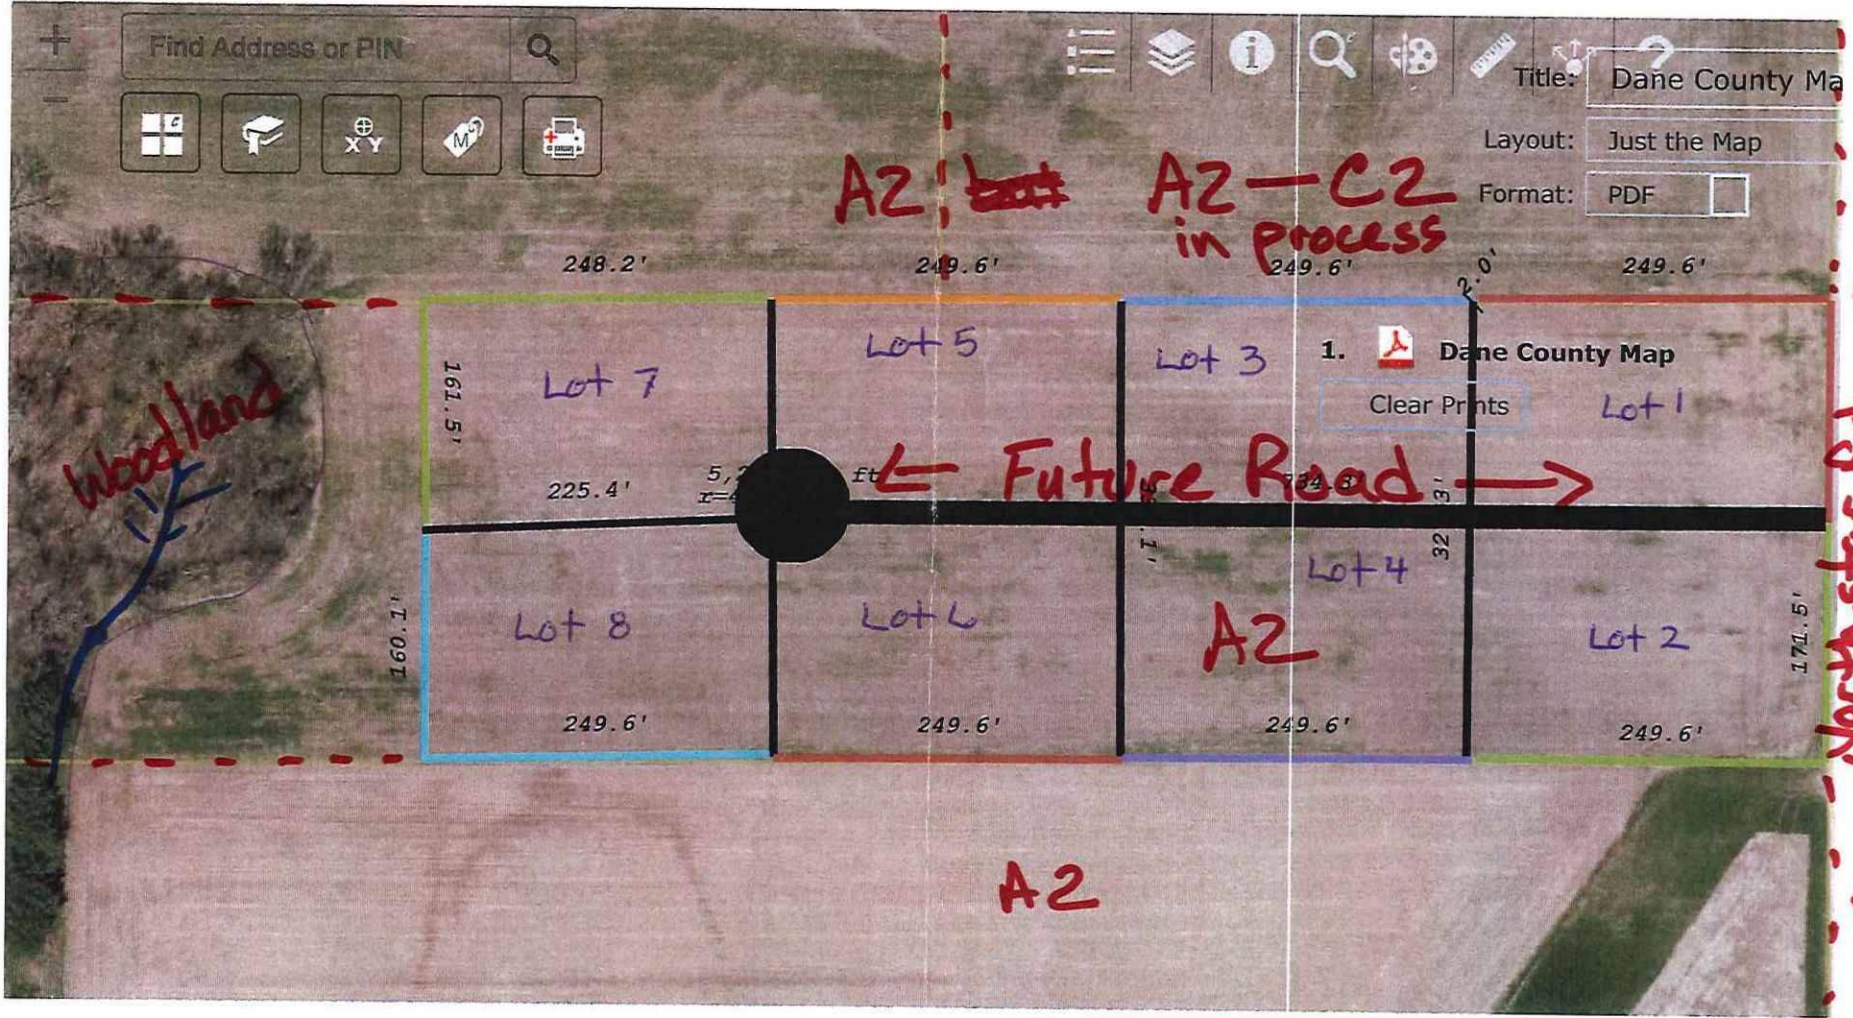 Find Address or PIN
Title: Dane County Ma
Layout: Just the Map
Format: PDF
X Y
M
A2
A2 — C2
in process
248.2'
249.6'
249.6'
2.0'
249.6'
Lot 7
Lot 5
Lot 3
1. Dane County Map
Clear Prints
Lot 1
161.5'
Woodland
← Future Road →
225.4'
ft
Lot 4
Lot 8
Lot 6
A2
Lot 2
160.1'
171.5'
249.6'
249.6'
249.6'
249.6'
A2